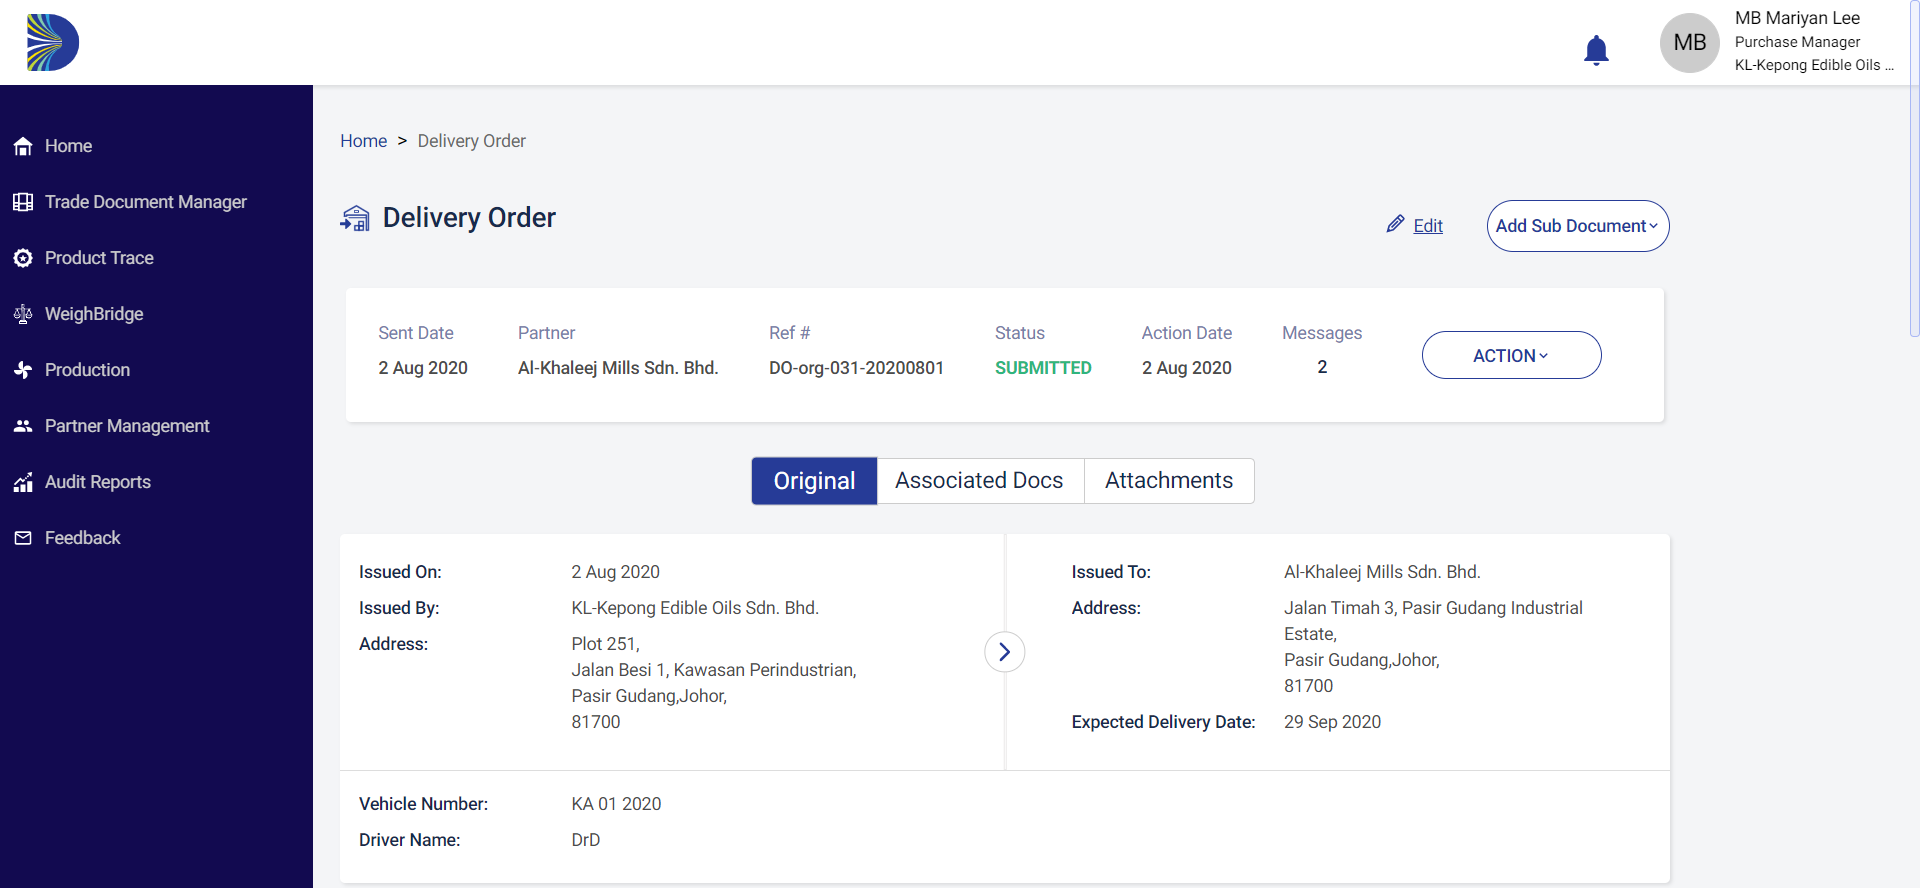 MB
MB Mariyan Lee
Purchase Manager
KL-Kepong Edible Oils ...
Home
Trade Document Manager
Product Trace
WeighBridge
Production
Partner Management
Audit Reports
Feedback
Home > Delivery Order
Delivery Order
Edit
Add Sub Document
Sent Date Partner Ref # Status Action Date Messages
2 Aug 2020 Al-Khaleej Mills Sdn. Bhd. DO-org-031-20200801 SUBMITTED 2 Aug 2020 2
ACTION
Original Associated Docs Attachments
Issued On: 2 Aug 2020
Issued By: KL-Kepong Edible Oils Sdn. Bhd.
Address: Plot 251,
Jalan Besi 1, Kawasan Perindustrian,
Pasir Gudang,Johor,
81700
Issued To: Al-Khaleej Mills Sdn. Bhd.
Address: Jalan Timah 3, Pasir Gudang Industrial
Estate,
Pasir Gudang,Johor,
81700
Expected Delivery Date: 29 Sep 2020
Vehicle Number: KA 01 2020
Driver Name: DrD